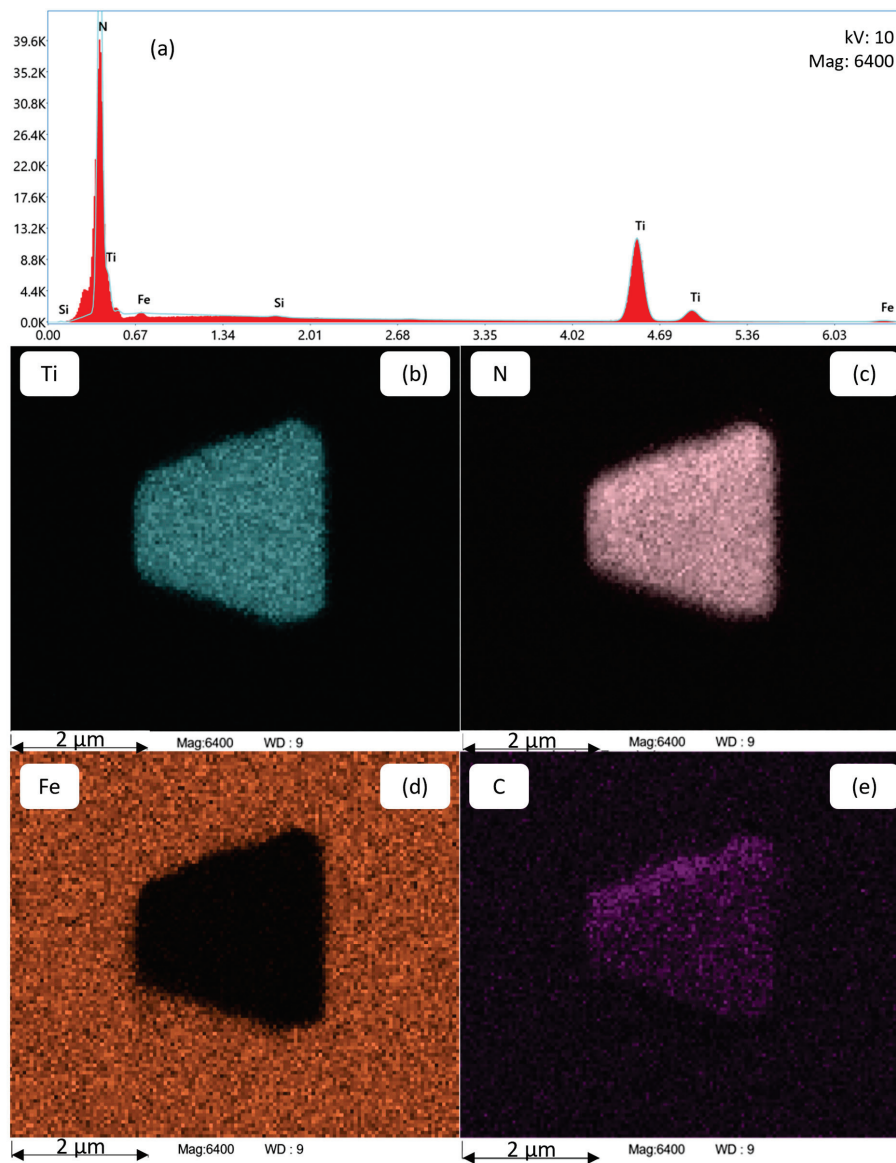 39.6K
35.2K
30.8K
26.4K
22.0K
17.6K
13.2K
8.8K
4.4K
0.0K
N
(a)
kV: 10
Mag: 6400
Ti
Si
Fe
Si
Ti
Ti
Fe
0.00 0.67 1.34 2.01 2.68 3.35 4.02 4.69 5.36 6.03
Ti (b)
N (c)
2 µm Mag:6400 WD : 9
2 µm Mag:6400 WD : 9
Fe (d)
C (e)
2 µm Mag:6400 WD : 9
2 µm Mag:6400 WD : 9